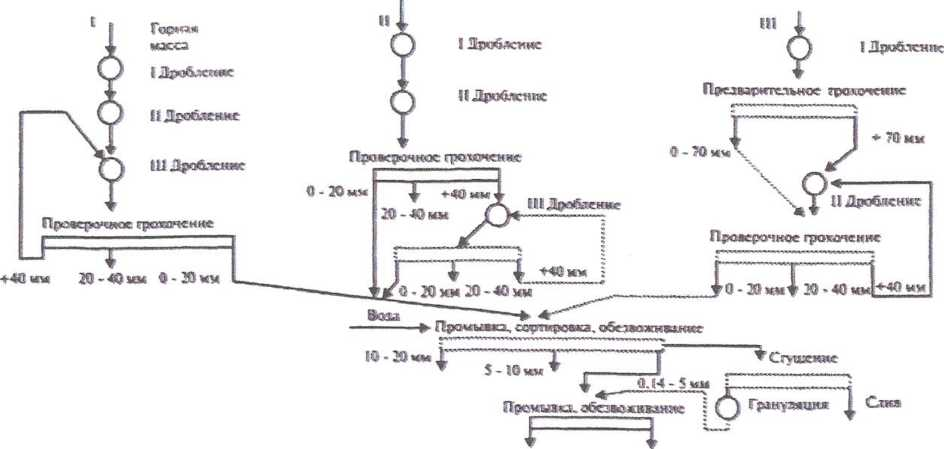 I
Горная
масса
I Дробление
II Дробление
III Дробление
Проверочное грохочение
+40 мм
20 - 40 мм
0 - 20 мм
II
I Дробление
II Дробление
Проверочное грохочение
0 - 20 мм
20 - 40 мм
+40 мм
III Дробление
0 - 20 мм
20 - 40 мм
+40 мм
III
I Дробление
Предварительное грохочение
0 - 70 мм
+ 70 мм
II Дробление
Проверочное грохочение
0 - 20 мм
20 - 40 мм
+40 мм
Вода
Промывка, сортировка, обезвоживание
10 - 20 мм
5 - 10 мм
0,14 - 5 мм
Сгущение
Промывка, обезвоживание
Грануляция
Слив